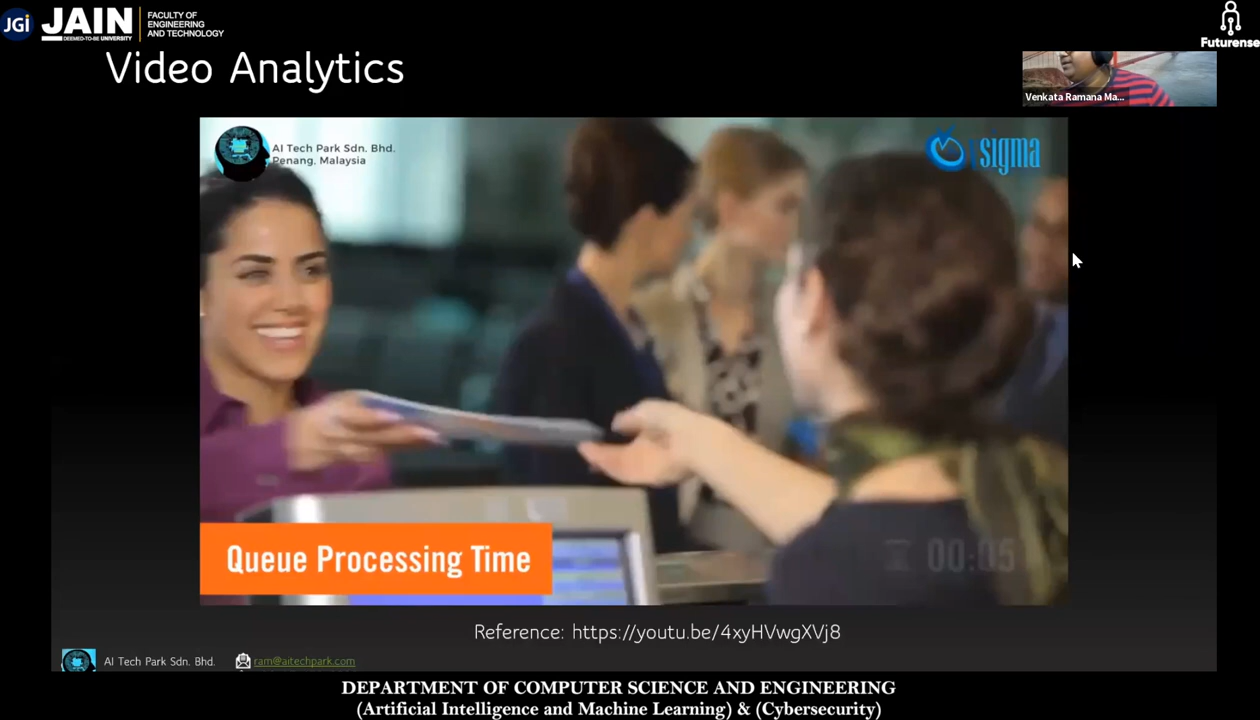 JGi JAIN
DEEMED-TO-BE UNIVERSITY
FACULTY OF
ENGINEERING
AND TECHNOLOGY
Futurense
Video Analytics
Venkata Ramana Ma...
AI Tech Park Sdn. Bhd.
Penang, Malaysia
sigma
Queue Processing Time
00:05
Reference: https://youtu.be/4xyHVwgXVj8
AI Tech Park Sdn. Bhd.
ram@aitechpark.com
DEPARTMENT OF COMPUTER SCIENCE AND ENGINEERING
(Artificial Intelligence and Machine Learning) & (Cybersecurity)